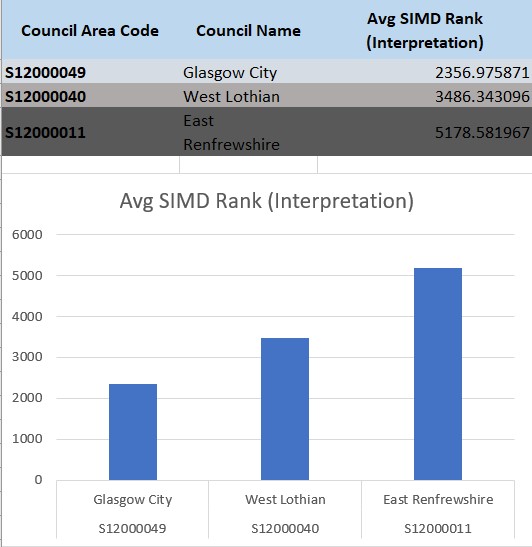 Council Area Code Council Name Avg SIMD Rank
(Interpretation)
S12000049 Glasgow City 2356.975871
S12000040 West Lothian 3486.343096
S12000011 East
Renfrewshire 5178.581967
Avg SIMD Rank (Interpretation)
6000
5000
4000
3000
2000
1000
0
Glasgow City West Lothian East Renfrewshire
S12000049 S12000040 S12000011